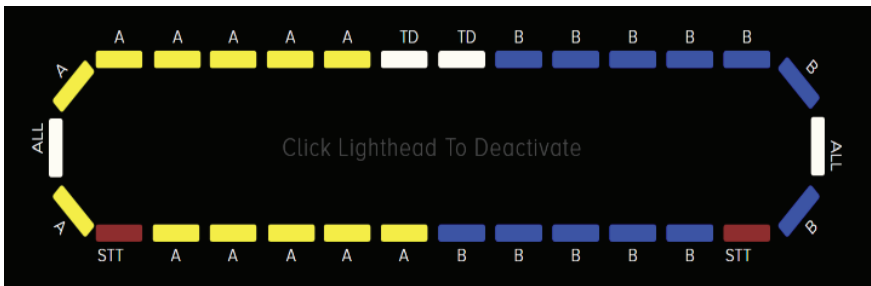 A A A A A TD TD B B B B B
A B
ALL Click Lighthead To Deactivate ALL
A B
STT A A A A A B B B B B STT